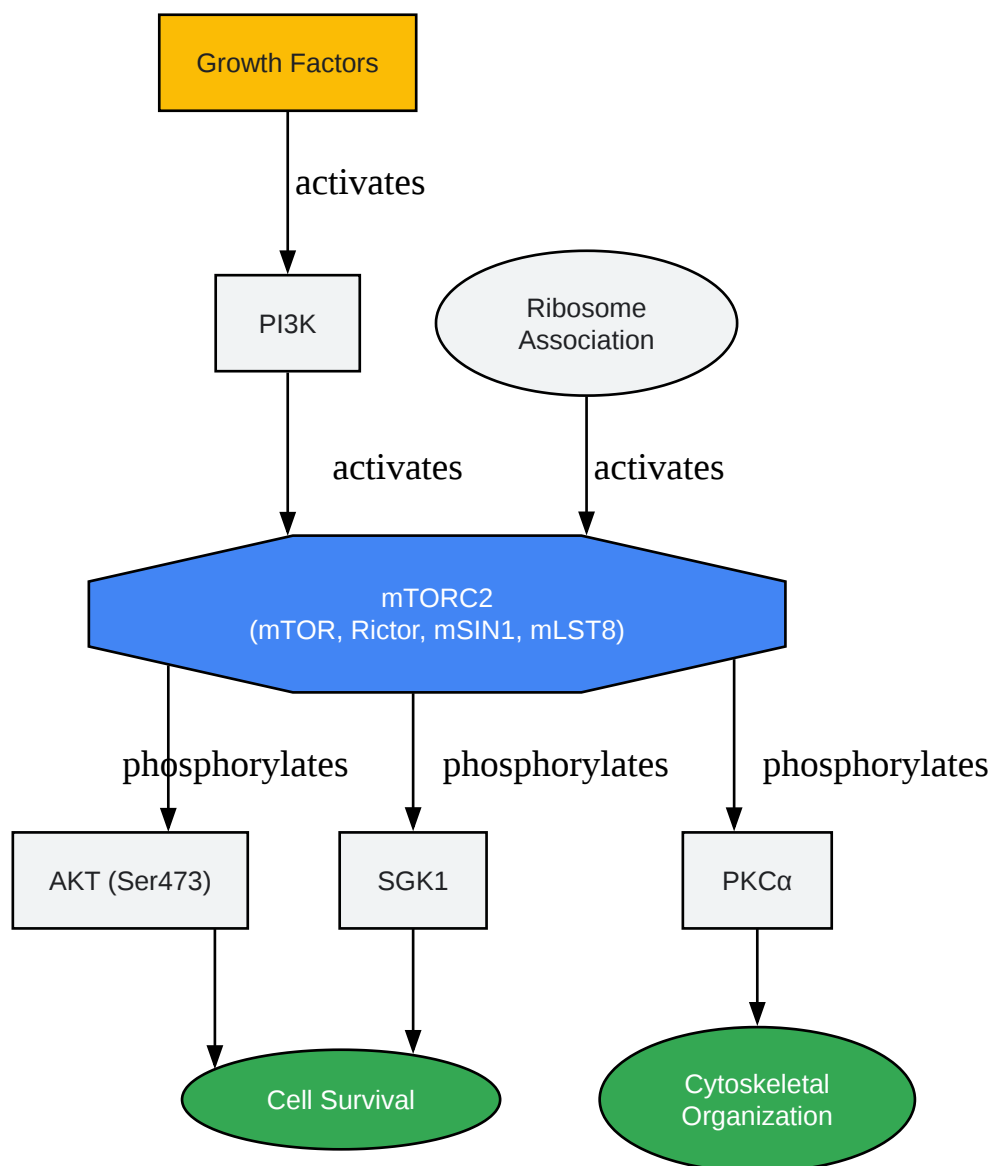 Growth Factors
activates
PI3K
Ribosome
Association
activates
activates
mTORC2
(mTOR, Rictor, mSIN1, mLST8)
phosphorylates
phosphorylates
phosphorylates
AKT (Ser473)
SGK1
PKCα
Cell Survival
Cytoskeletal
Organization